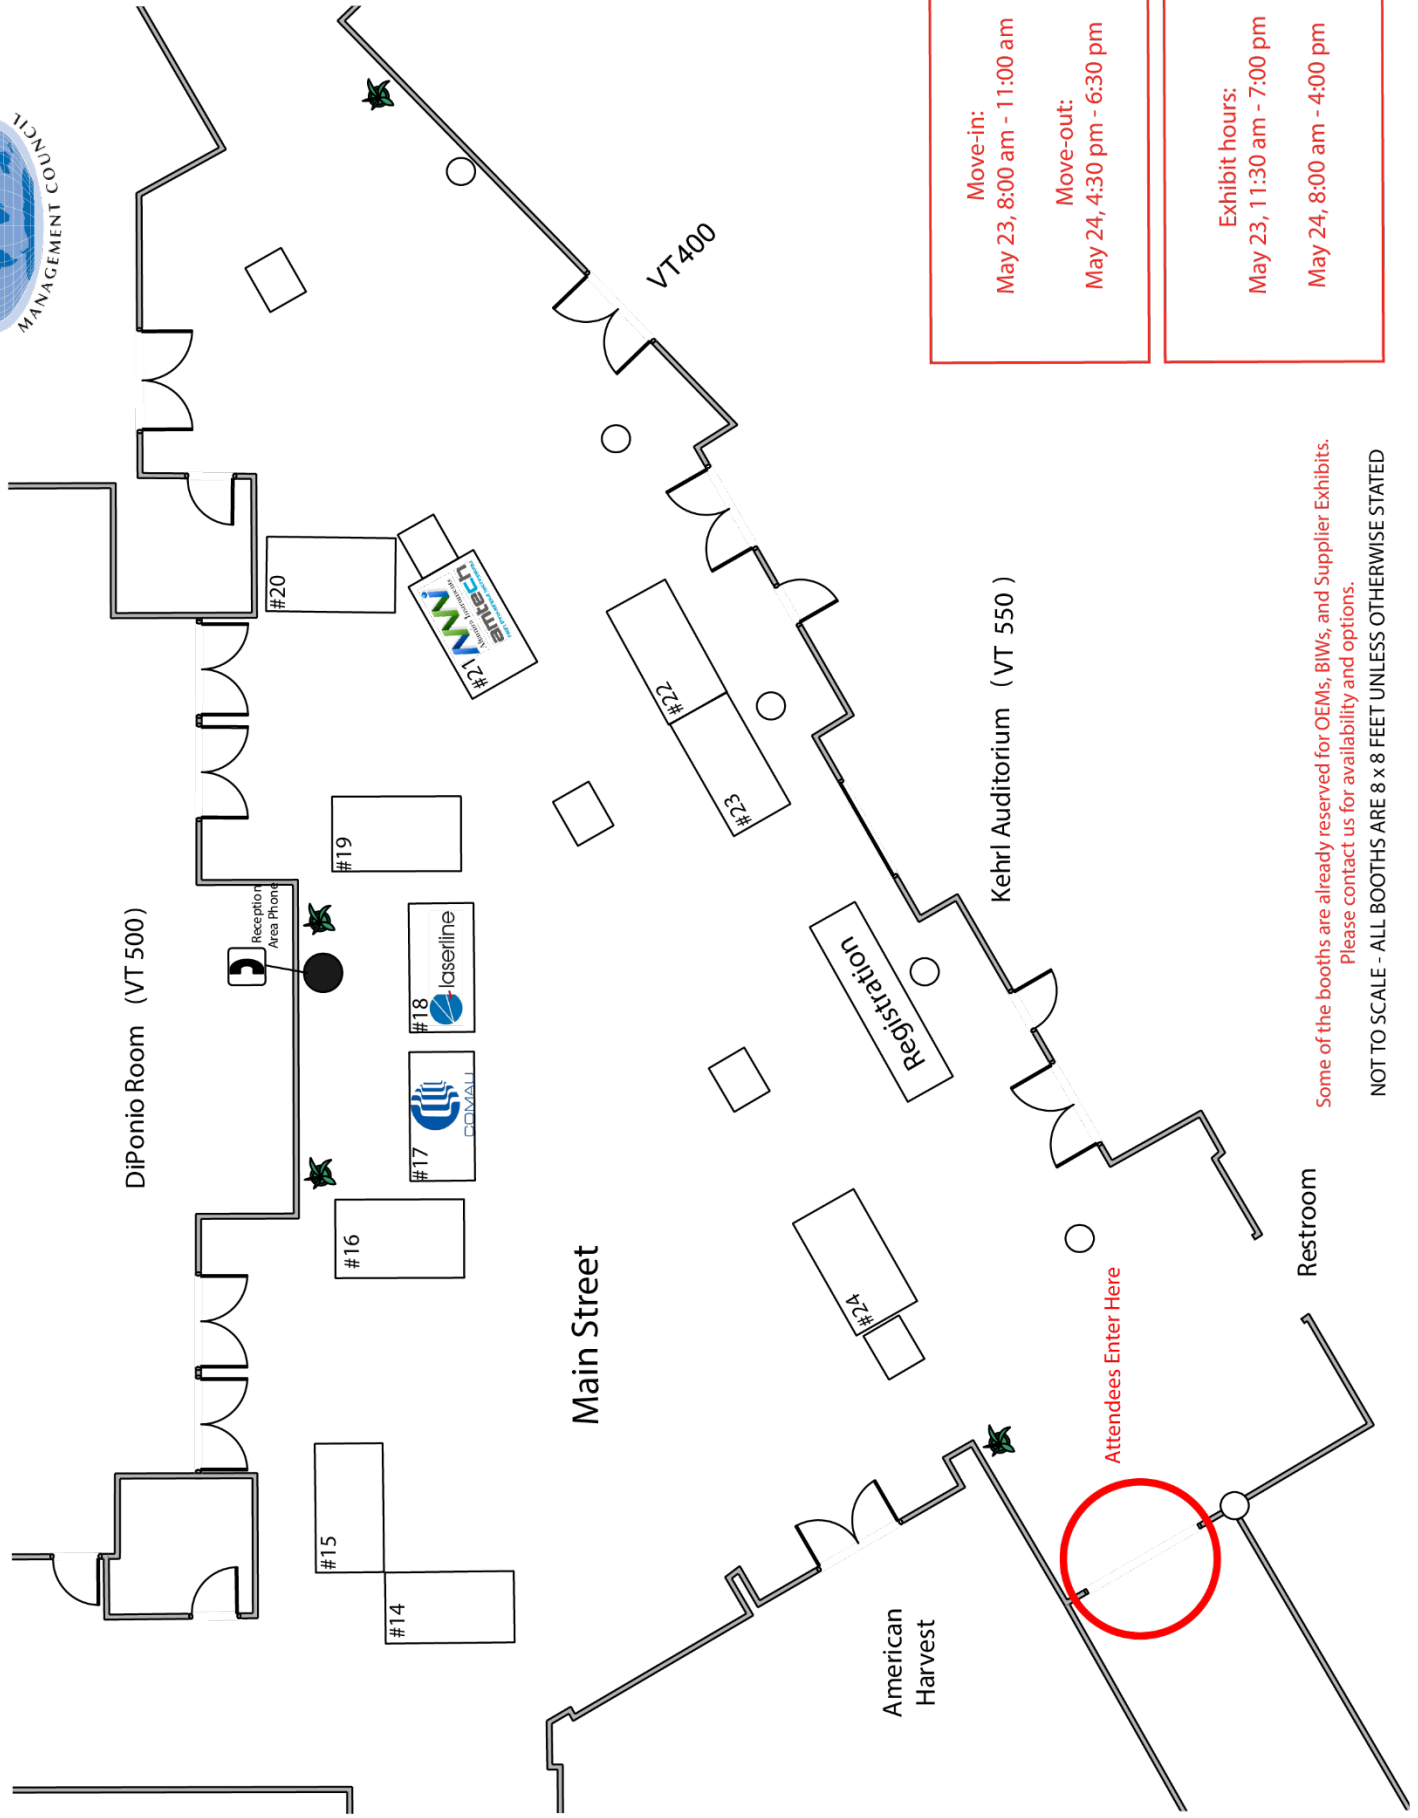 MANAGEMENT COUNCIL
Move-in:
May 23, 8:00 am - 11:00 am
Move-out:
May 24, 4:30 pm - 6:30 pm
Exhibit hours:
May 23, 11:30 am - 7:00 pm
May 24, 8:00 am - 4:00 pm
VT400
#20
#21
amtech
#22
#23
#19
DiPonio Room (VT 500)
Reception
Area Phone
#18
laserline
#17
COMAU
#16
Registration
Kehrl Auditorium ( VT 550 )
Main Street
#24
#15
#14
Attendees Enter Here
Restroom
American
Harvest
Some of the booths are already reserved for OEMs, BIWs, and Supplier Exhibits.
Please contact us for availability and options.
NOT TO SCALE - ALL BOOTHS ARE 8 x 8 FEET UNLESS OTHERWISE STATED